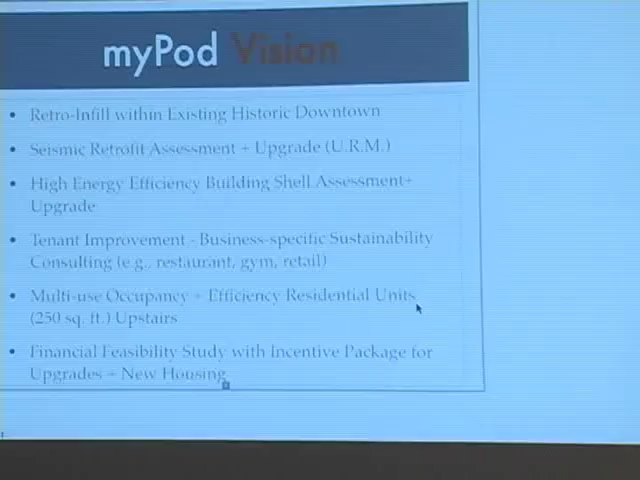 myPod Vision
• Retro-Infill within Existing Historic Downtown
• Seismic Retrofit Assessment + Upgrade (U.R.M.)
• High Energy Efficiency Building Shell Assessment+
Upgrade
• Tenant Improvement - Business-specific Sustainability
Consulting (e.g., restaurant, gym, retail)
• Multi-use Occupancy + Efficiency Residential Units
(250 sq. ft.) Upstairs
• Financial Feasibility Study with Incentive Package for
Upgrades + New Housing